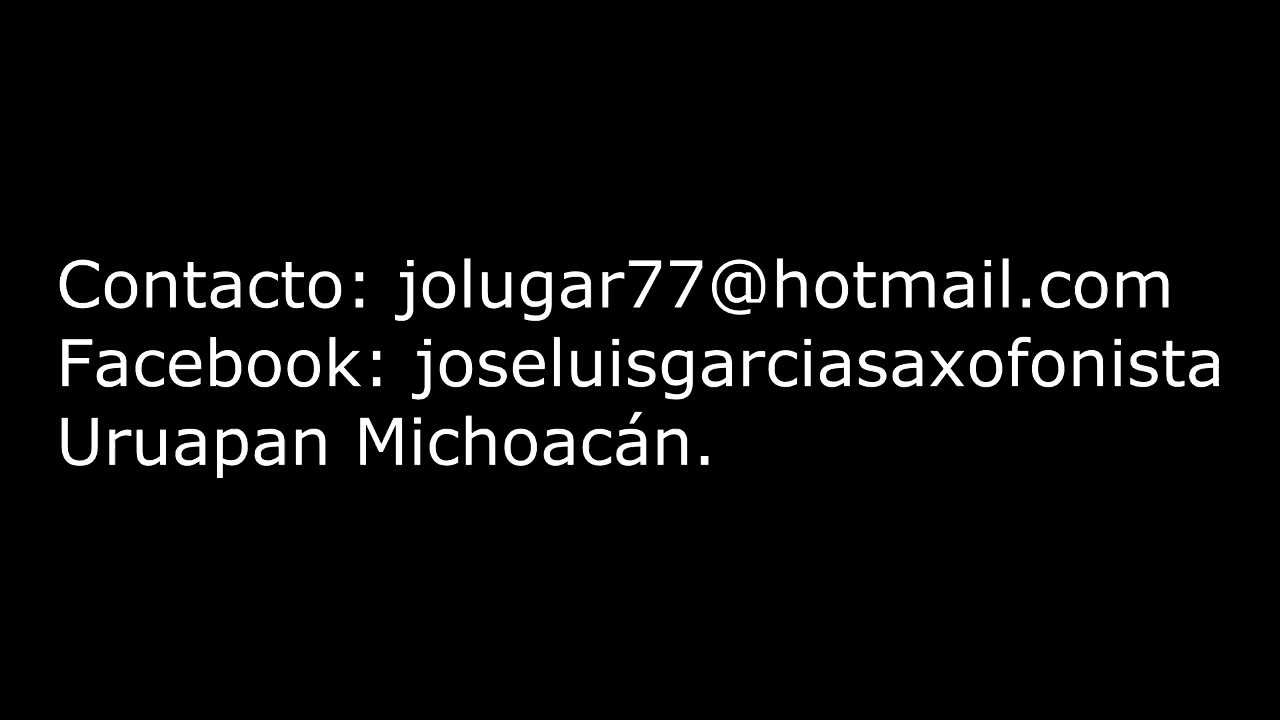 Contacto: jolugar77@hotmail.com
Facebook: joseluisgarciasaxofonista
Uruapan Michoacán.